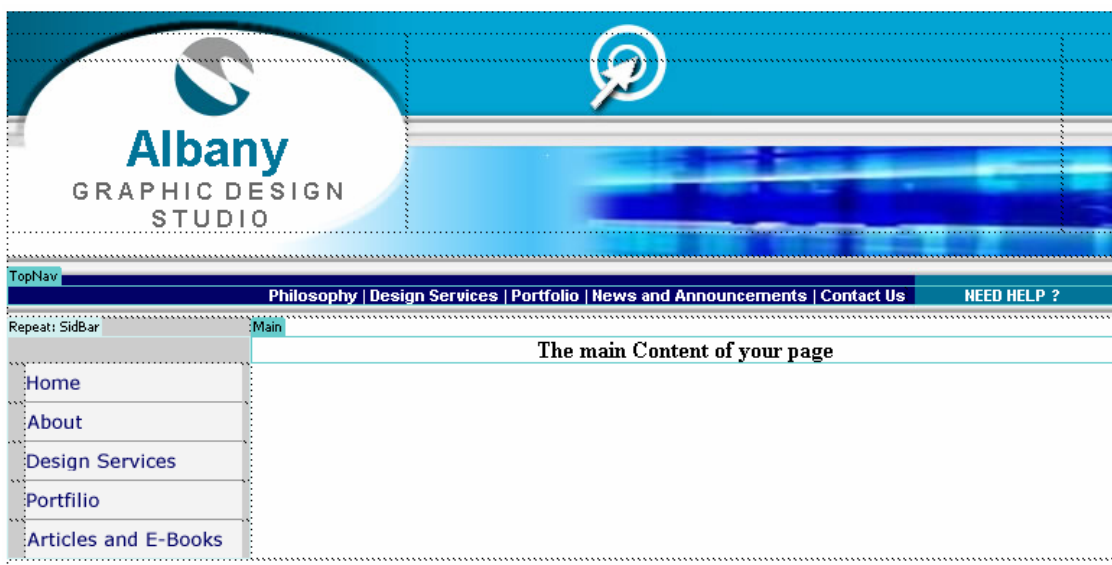 Albany
GRAPHIC DESIGN
STUDIO
TopNav
Philosophy | Design Services | Portfolio | News and Announcements | Contact Us NEED HELP ?
Repeat: SidBar
Main
The main Content of your page
Home
About
Design Services
Portfilio
Articles and E-Books